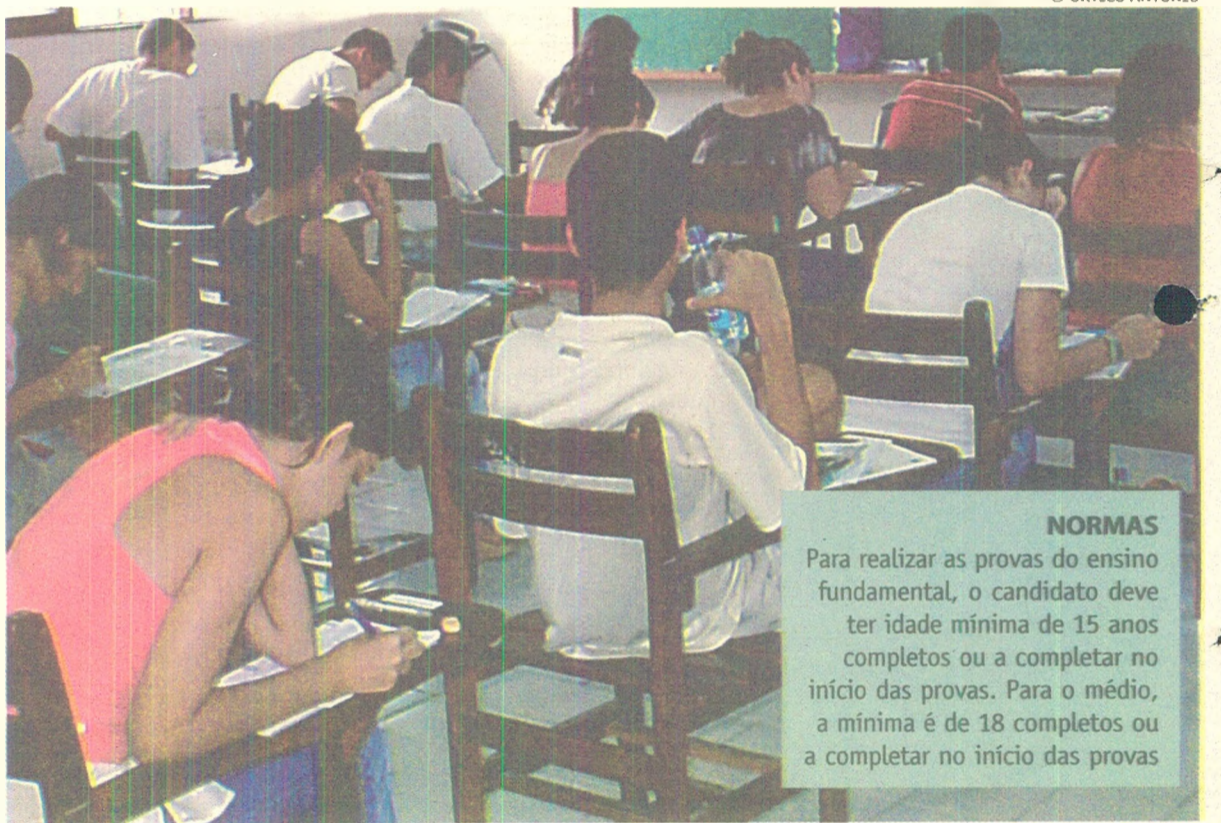 NORMAS
Para realizar as provas do ensino
fundamental, o candidato deve
ter idade mínima de 15 anos
completos ou a completar no
início das provas. Para o médio,
a mínima é de 18 completos ou
a completar no início das provas